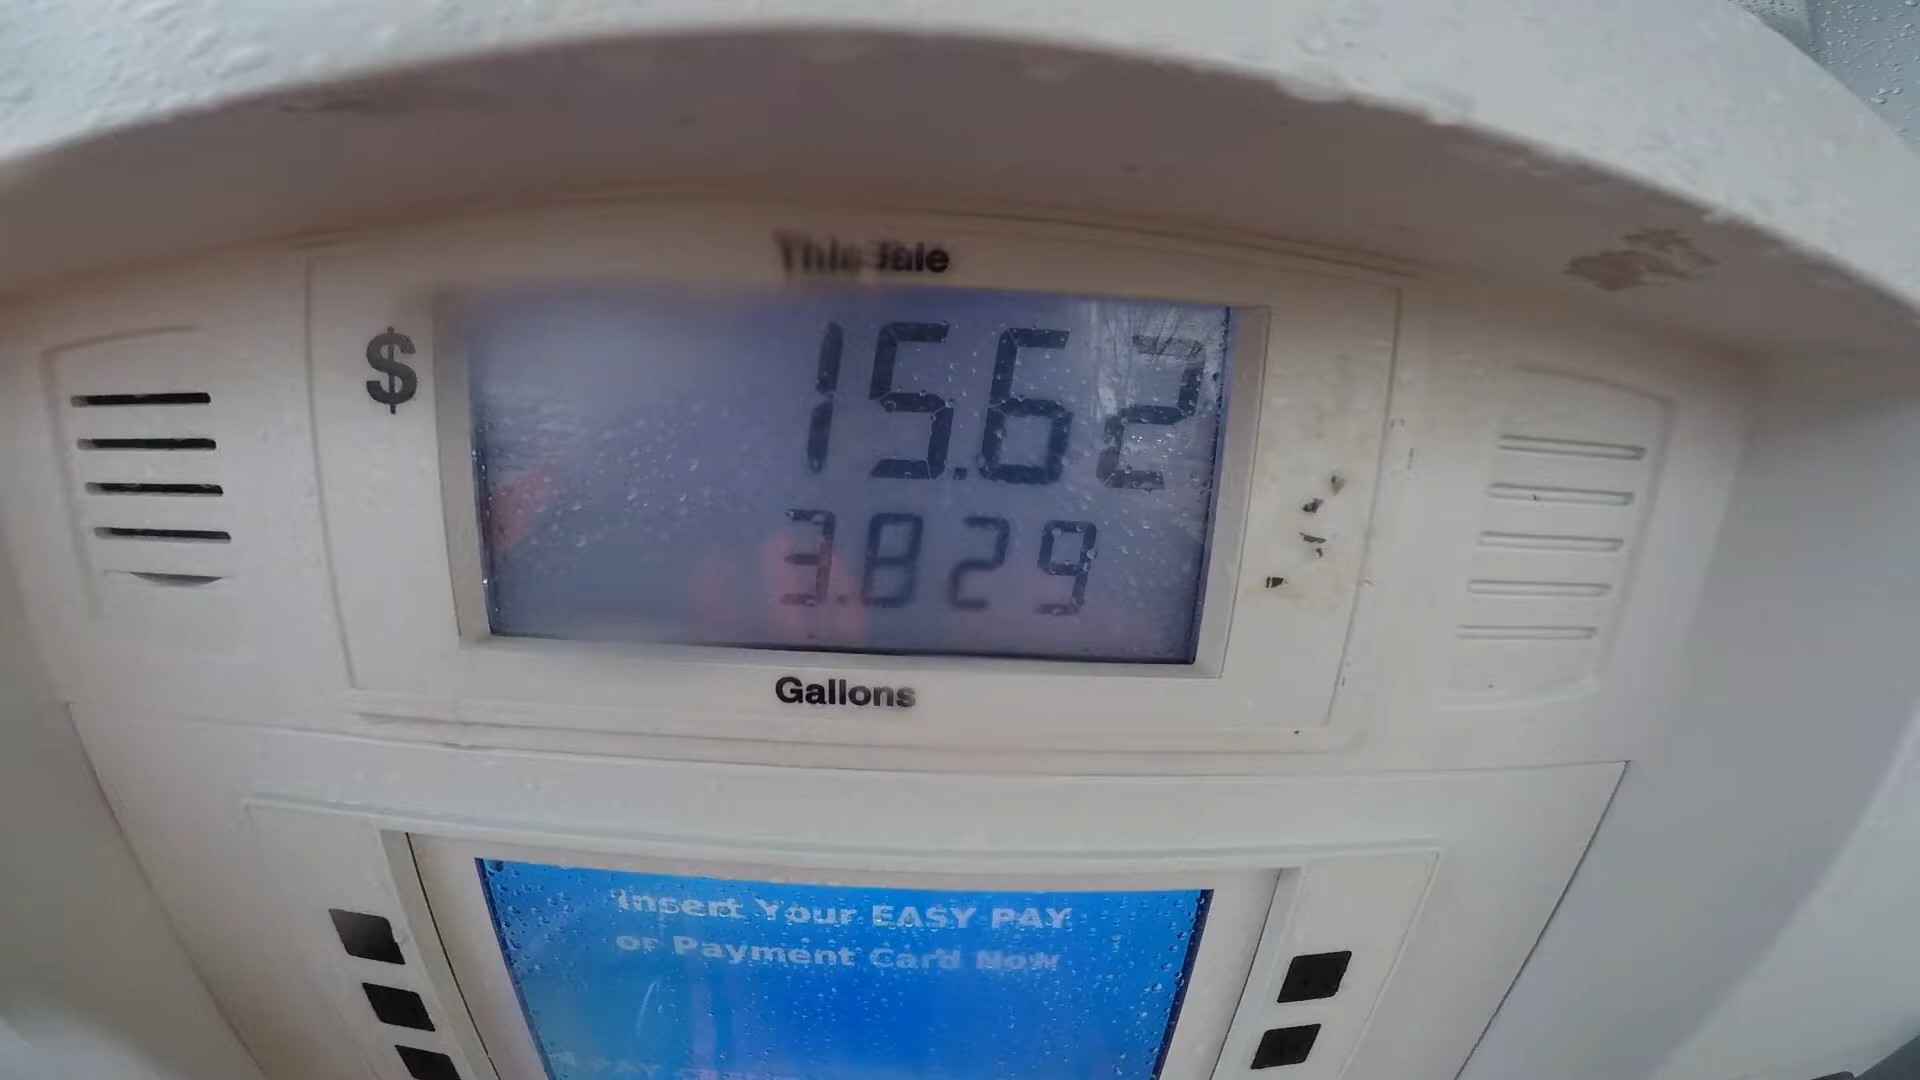 This Sale
$ 15.62
3.829
Gallons
Insert Your EASY PAY
or Payment Card Now